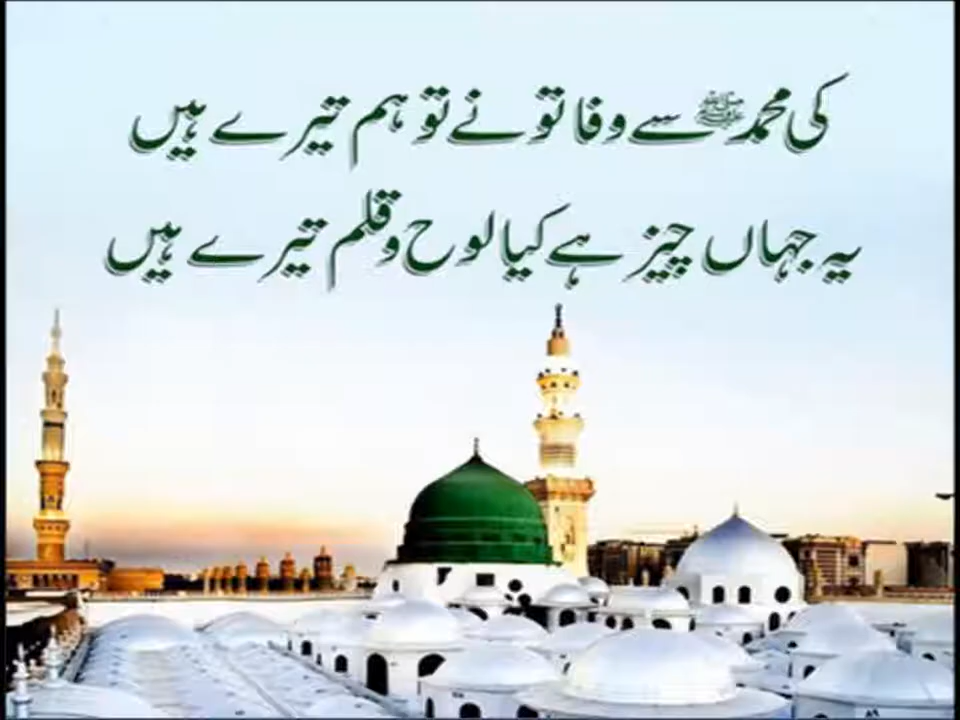 کی محمد ﷺ سے وفا تو نے تو ہم تیرے ہیں
یہ جہاں چیز ہے کیا لوح و قلم تیرے ہیں